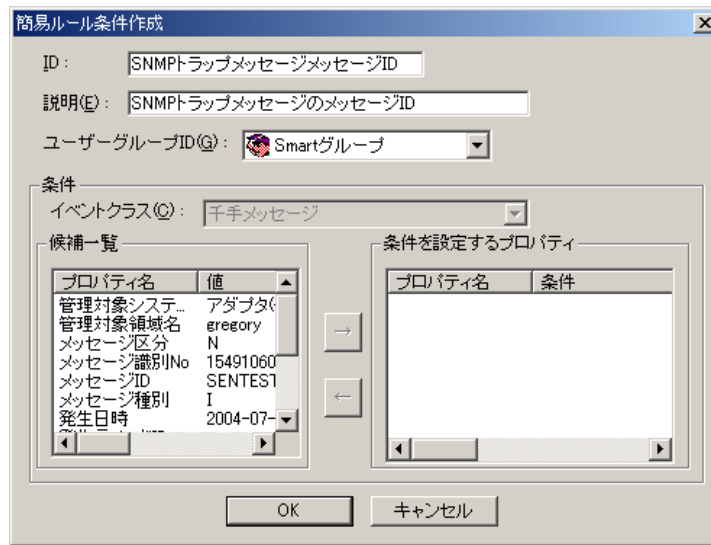 簡易ルール条件作成
ID : SNMPトラップメッセージメッセージID
説明(E) : SNMPトラップメッセージのメッセージID
ユーザーグループID(G) : Smartグループ
条件
イベントクラス(C) : 千手メッセージ
候補一覧
プロパティ名 値
管理対象システ... アダプタ(
管理対象領域名 gregory
メッセージ区分 N
メッセージ識別No 15491060
メッセージID SENTEST
メッセージ種別 I
発生日時 2004-07-
→
←
条件を設定するプロパティ
プロパティ名 条件
OK キャンセル